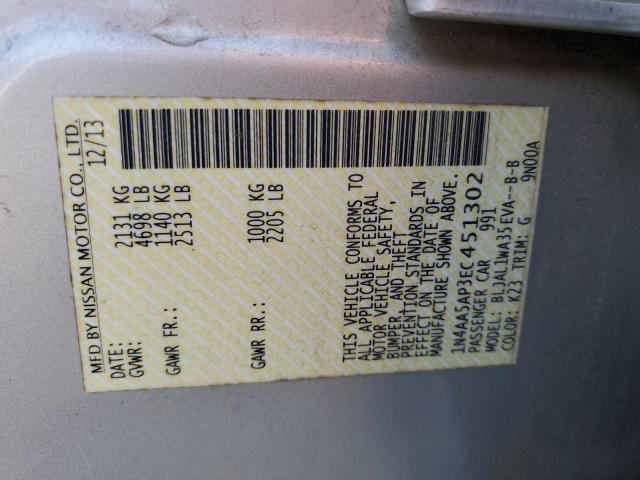 MFD BY NISSAN MOTOR CO., LTD.
DATE: 12/13
GVWR: 2131 KG
4698 LB
GAWR FR.: 1140 KG
2513 LB
GAWR RR.: 1000 KG
2205 LB
THIS VEHICLE CONFORMS TO
ALL APPLICABLE FEDERAL
MOTOR VEHICLE SAFETY,
BUMPER, AND THEFT
PREVENTION STANDARDS IN
EFFECT ON THE DATE OF
MANUFACTURE SHOWN ABOVE.
1N4AA5AP3EC451302
PASSENGER CAR 991
MODEL: BLJAL1WA35EVA--B-B
COLOR: K23 TRIM: G 9N00A